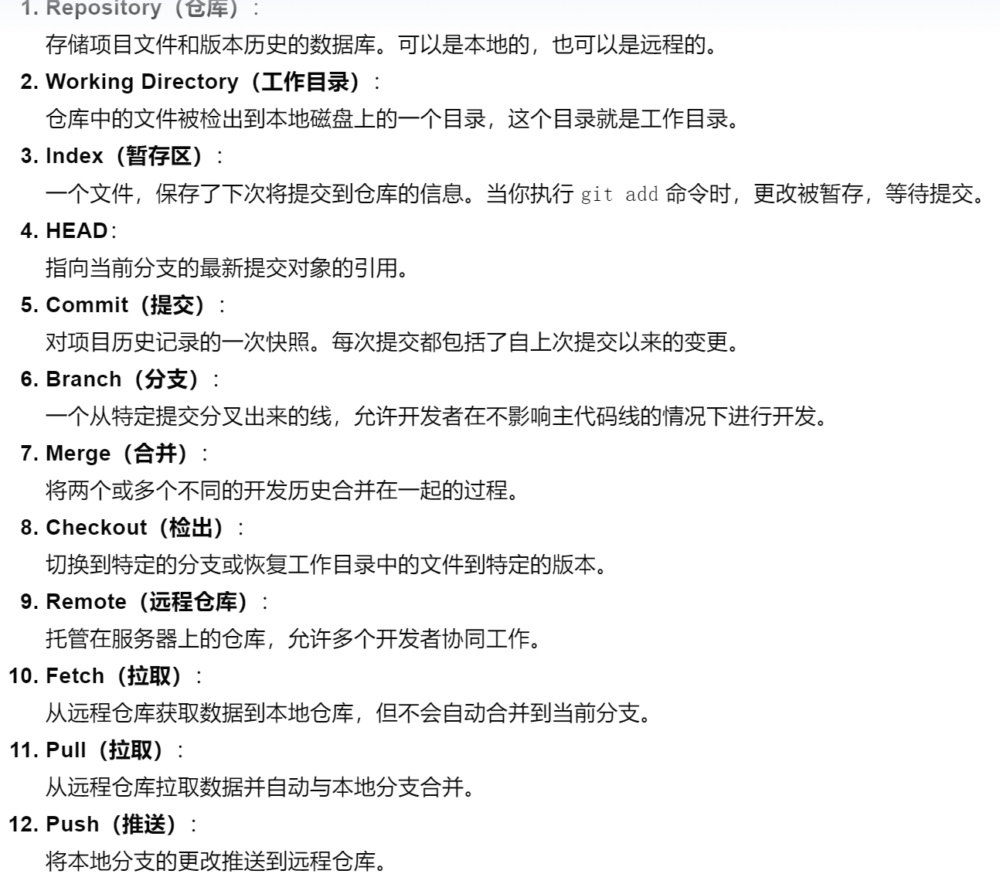 1. Repository（仓库）:
存储项目文件和版本历史的数据库。可以是本地的，也可以是远程的。
2. Working Directory（工作目录）:
仓库中的文件被检出到本地磁盘上的一个目录，这个目录就是工作目录。
3. Index（暂存区）:
一个文件，保存了下次将提交到仓库的信息。当你执行 git add 命令时，更改被暂存，等待提交。
4. HEAD:
指向当前分支的最新提交对象的引用。
5. Commit（提交）:
对项目历史记录的一次快照。每次提交都包括了自上次提交以来的变更。
6. Branch（分支）:
一个从特定提交分叉出来的线，允许开发者在不影响主代码线的情况下进行开发。
7. Merge（合并）:
将两个或多个不同的开发历史合并在一起的过程。
8. Checkout（检出）:
切换到特定的分支或恢复工作目录中的文件到特定的版本。
9. Remote（远程仓库）:
托管在服务器上的仓库，允许多个开发者协同工作。
10. Fetch（拉取）:
从远程仓库获取数据到本地仓库，但不会自动合并到当前分支。
11. Pull（拉取）:
从远程仓库拉取数据并自动与本地分支合并。
12. Push（推送）:
将本地分支的更改推送到远程仓库。